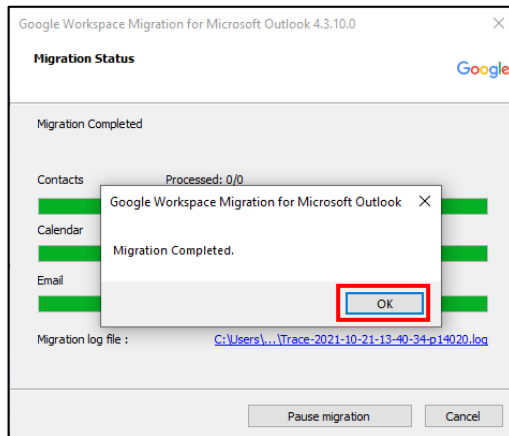 Google Workspace Migration for Microsoft Outlook 4.3.10.0
Migration Status
Google
Migration Completed
Contacts Processed: 0/0
Google Workspace Migration for Microsoft Outlook
Calendar
Migration Completed.
Email
OK
Migration log file : C:\Users\...\Trace-2021-10-21-13-40-34-p14020.log
Pause migration Cancel